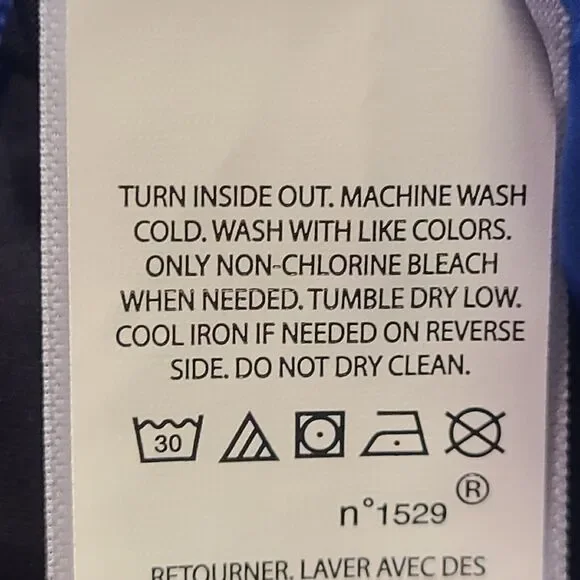 TURN INSIDE OUT. MACHINE WASH
COLD. WASH WITH LIKE COLORS.
ONLY NON-CHLORINE BLEACH
WHEN NEEDED. TUMBLE DRY LOW.
COOL IRON IF NEEDED ON REVERSE
SIDE. DO NOT DRY CLEAN.
30
n°1529 ®
RETOURNER. LAVER AVEC DES